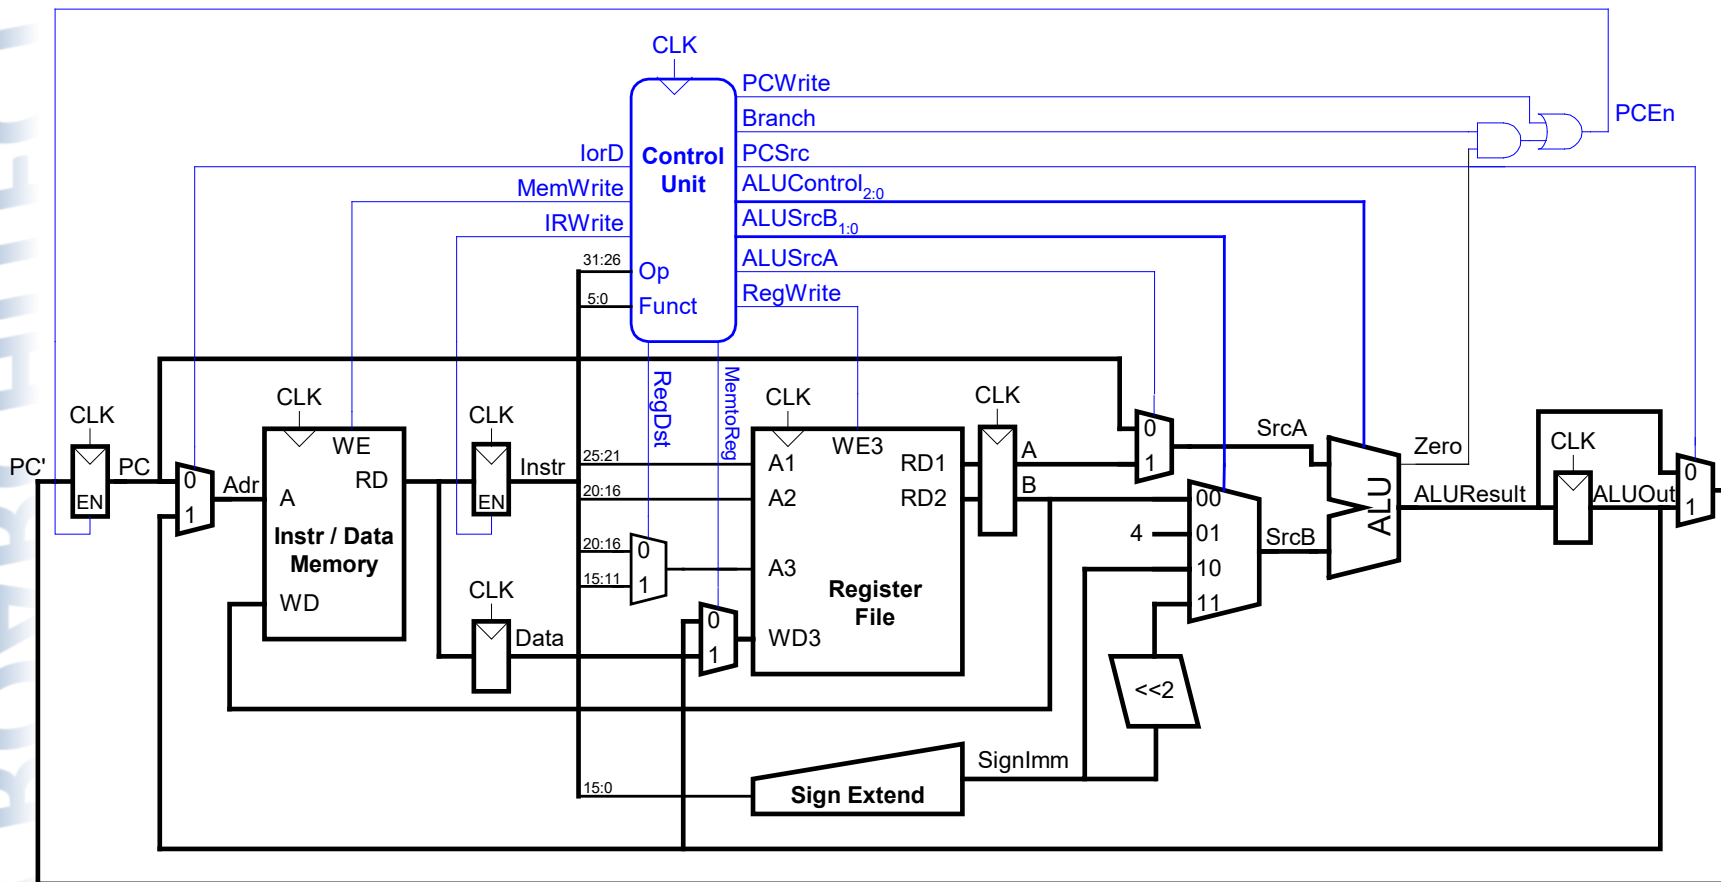 CLK
PCWrite
Branch
PCEn
IorD
Control
Unit
PCSrc
MemWrite
ALUControl2:0
IRWrite
ALUSrcB1:0
31:26
Op
ALUSrcA
5:0
Funct
RegWrite
RegDst
MemtoReg
CLK
CLK
CLK
CLK
CLK
CLK
WE
WE3
0
SrcA
Zero
PC'
PC
EN
0
1
Adr
A
RD
EN
Instr
25:21
A1
RD1
A
1
20:16
A2
RD2
B
00
ALU
ALUResult
ALUOut
0
1
Instr / Data
Memory
4
01
SrcB
20:16
0
A3
10
15:11
1
Register
File
11
WD
CLK
Data
0
1
WD3
<<2
SignImm
15:0
Sign Extend